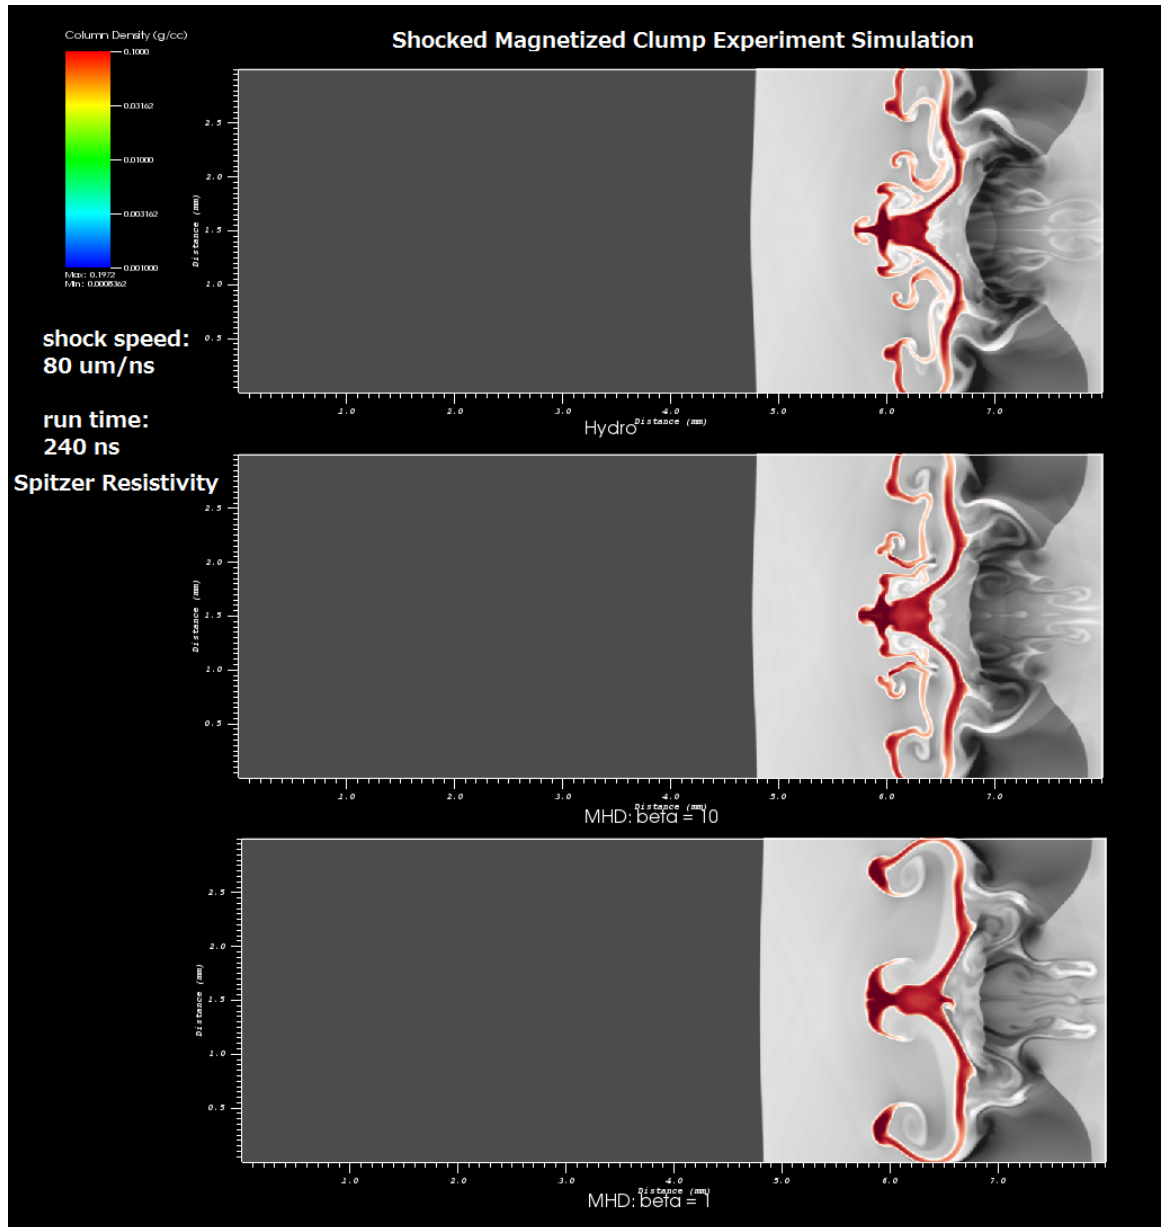 Column Density (g/cc)
0.1000
0.03162
0.01000
0.003162
0.001000
Max: 0.1972
Min: 0.0008362
Shocked Magnetized Clump Experiment Simulation
shock speed:
80 um/ns
run time:
240 ns
Spitzer Resistivity
Distance (mm)
2.5
2.0
1.5
1.0
0.5
1.0 2.0 3.0 4.0 5.0 6.0 7.0
Distance (mm)
Hydro
Distance (mm)
2.5
2.0
1.5
1.0
0.5
1.0 2.0 3.0 4.0 5.0 6.0 7.0
Distance (mm)
MHD: beta = 10
Distance (mm)
2.5
2.0
1.5
1.0
0.5
1.0 2.0 3.0 4.0 5.0 6.0 7.0
Distance (mm)
MHD: beta = 1